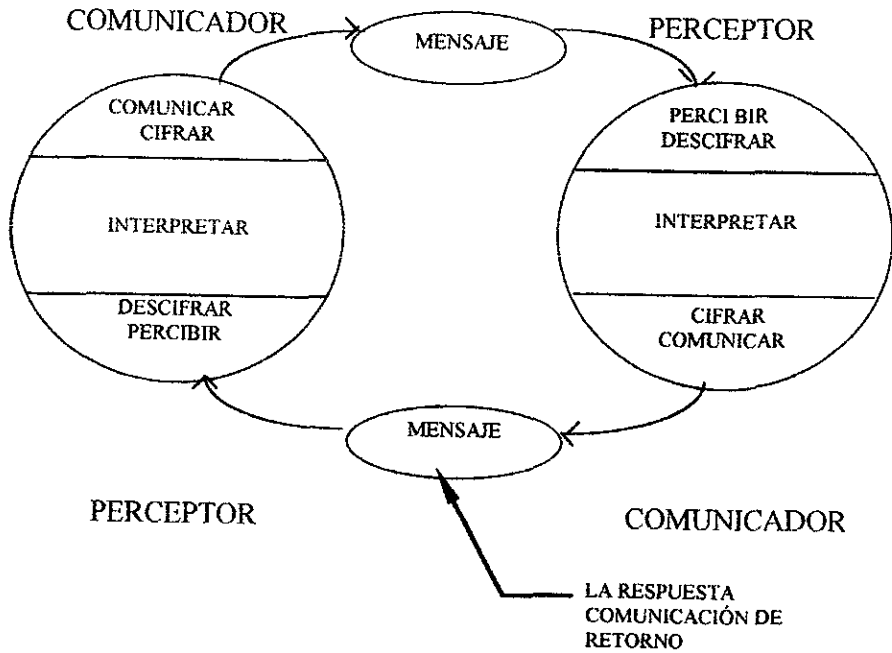 COMUNICADOR
MENSAJE
PERCEPTOR
COMUNICAR
CIFRAR
INTERPRETAR
DESCIFRAR
PERCIBIR
PERCI BIR
DESCIFRAR
INTERPRETAR
CIFRAR
COMUNICAR
MENSAJE
PERCEPTOR
COMUNICADOR
LA RESPUESTA
COMUNICACIÓN DE
RETORNO